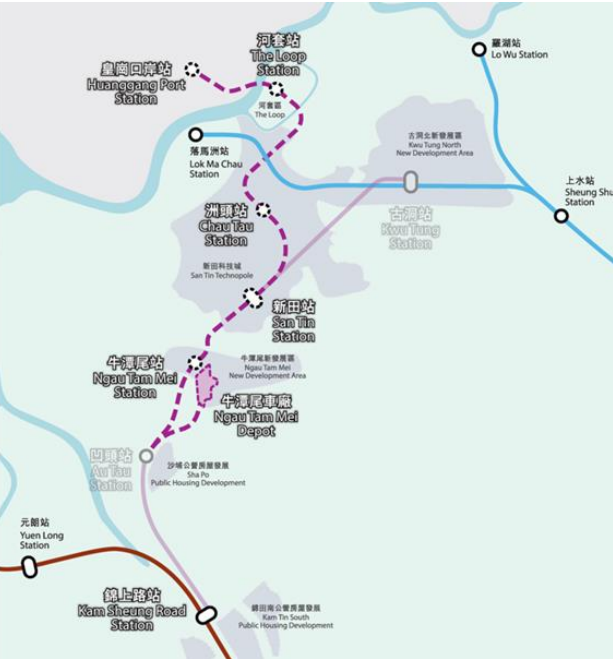 河套站
The Loop
Station
皇崗口岸站
Huanggang Port
Station
羅湖站
Lo Wu Station
河套區
The Loop
落馬洲站
Lok Ma Chau
Station
古洞北新發展區
Kwu Tung North
New Development Area
上水站
Sheung Shu
Station
洲頭站
Chau Tau
Station
古洞站
Kwu Tung
Station
新田科技城
San Tin Technopole
新田站
San Tin
Station
牛潭尾站
Ngau Tam Mei
Station
牛潭尾新發展區
Ngau Tam Mei
New Development Area
牛潭尾車廠
Ngau Tam Mei
Depot
凹頭站
Au Tau
Station
沙埔公營房屋發展
Sha Po
Public Housing Development
元朗站
Yuen Long
Station
錦上路站
Kam Sheung Road
Station
錦田南公營房屋發展
Kam Tin South
Public Housing Development